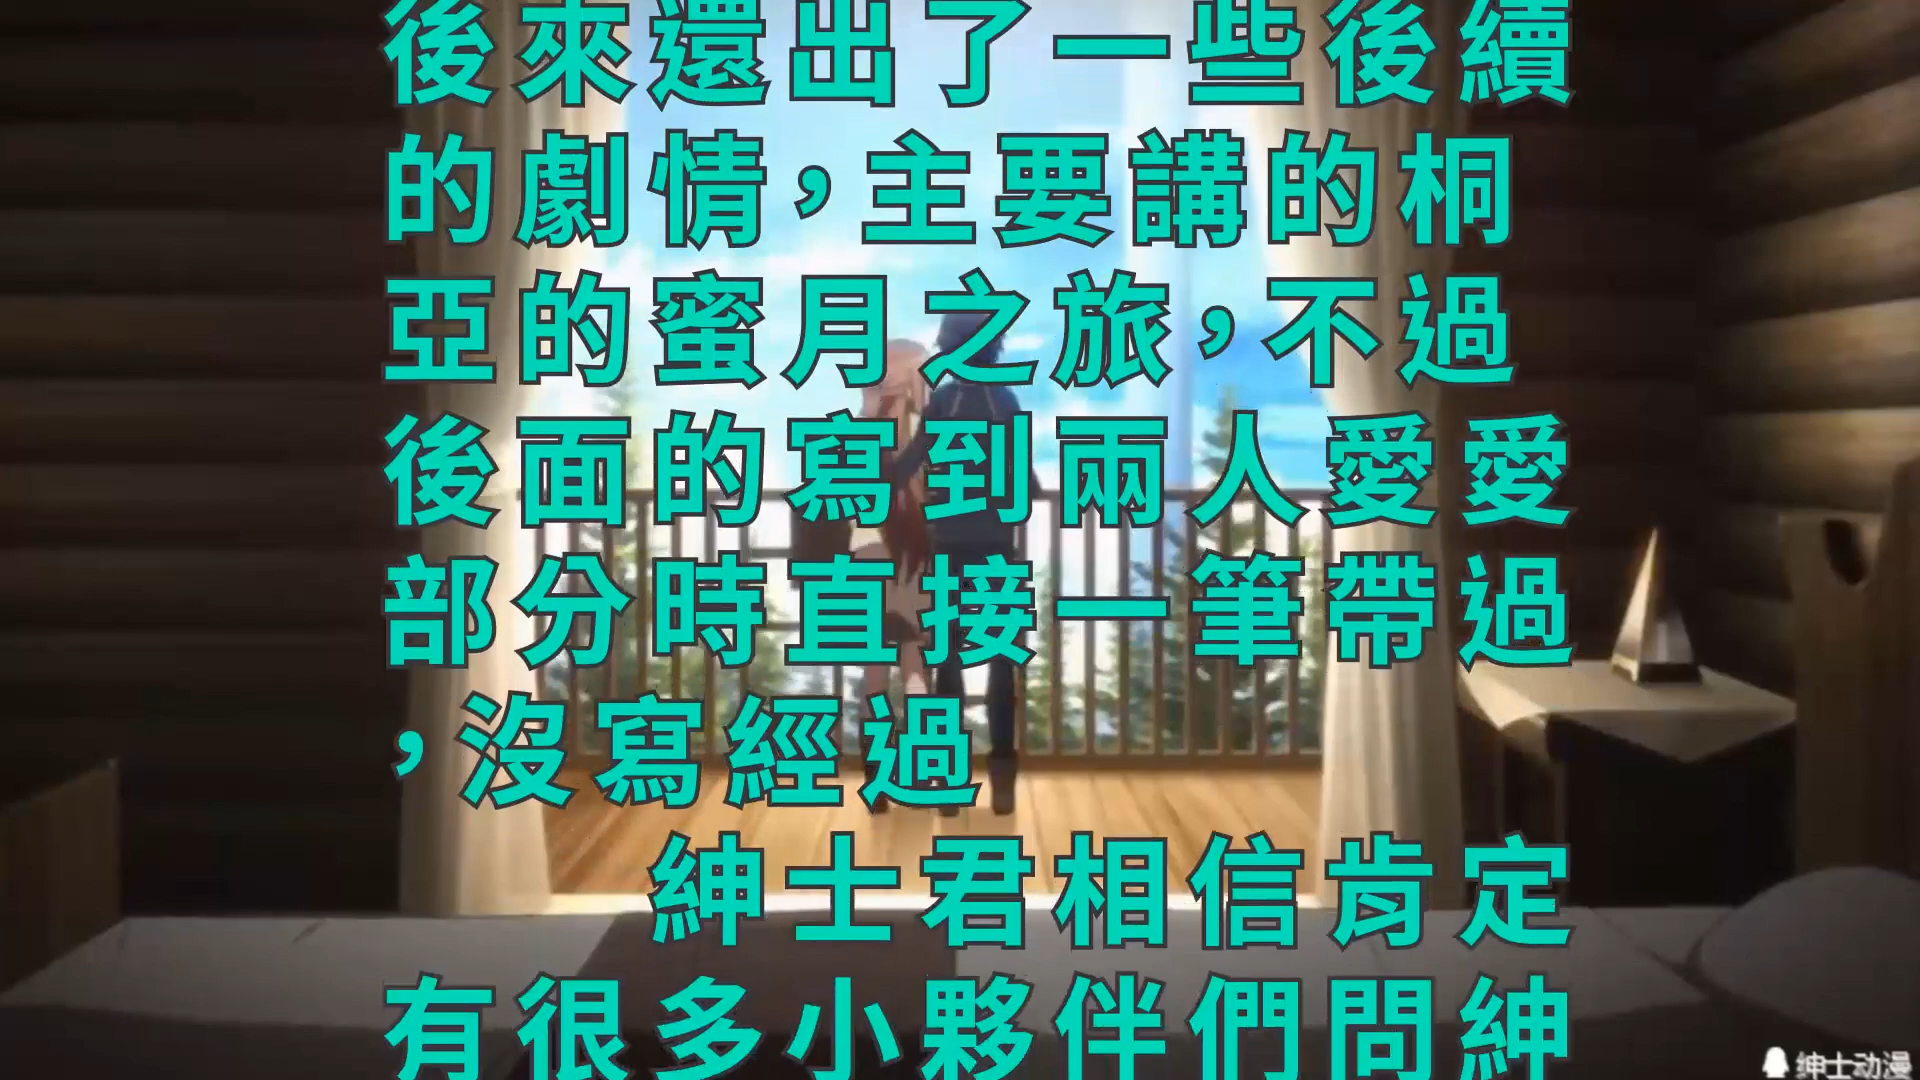 後來還出了一些後續
的劇情，主要講的桐
亞的蜜月之旅，不過
後面的寫到兩人愛愛
部分時直接一筆帶過
，沒寫經過
紳士君相信肯定
有很多小夥伴們問紳
绅士动漫